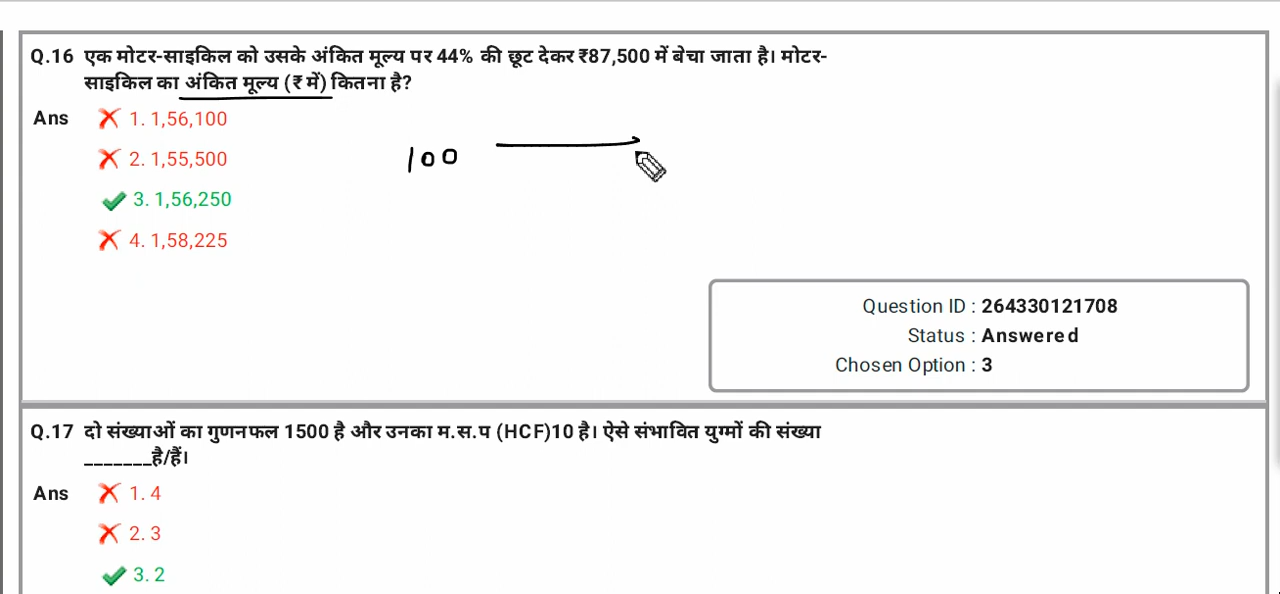 Q.16 एक मोटर-साइकिल को उसके अंकित मूल्य पर 44% की छूट देकर ₹87,500 में बेचा जाता है। मोटर-
साइकिल का अंकित मूल्य (₹ में) कितना है?
Ans 1. 1,56,100
2. 1,55,500
100
3. 1,56,250
4. 1,58,225
Question ID : 264330121708
Status : Answered
Chosen Option : 3
Q.17 दो संख्याओं का गुणनफल 1500 है और उनका म.स.प (HCF)10 है। ऐसे संभावित युग्मों की संख्या
_______है/हैं।
Ans 1. 4
2. 3
3. 2